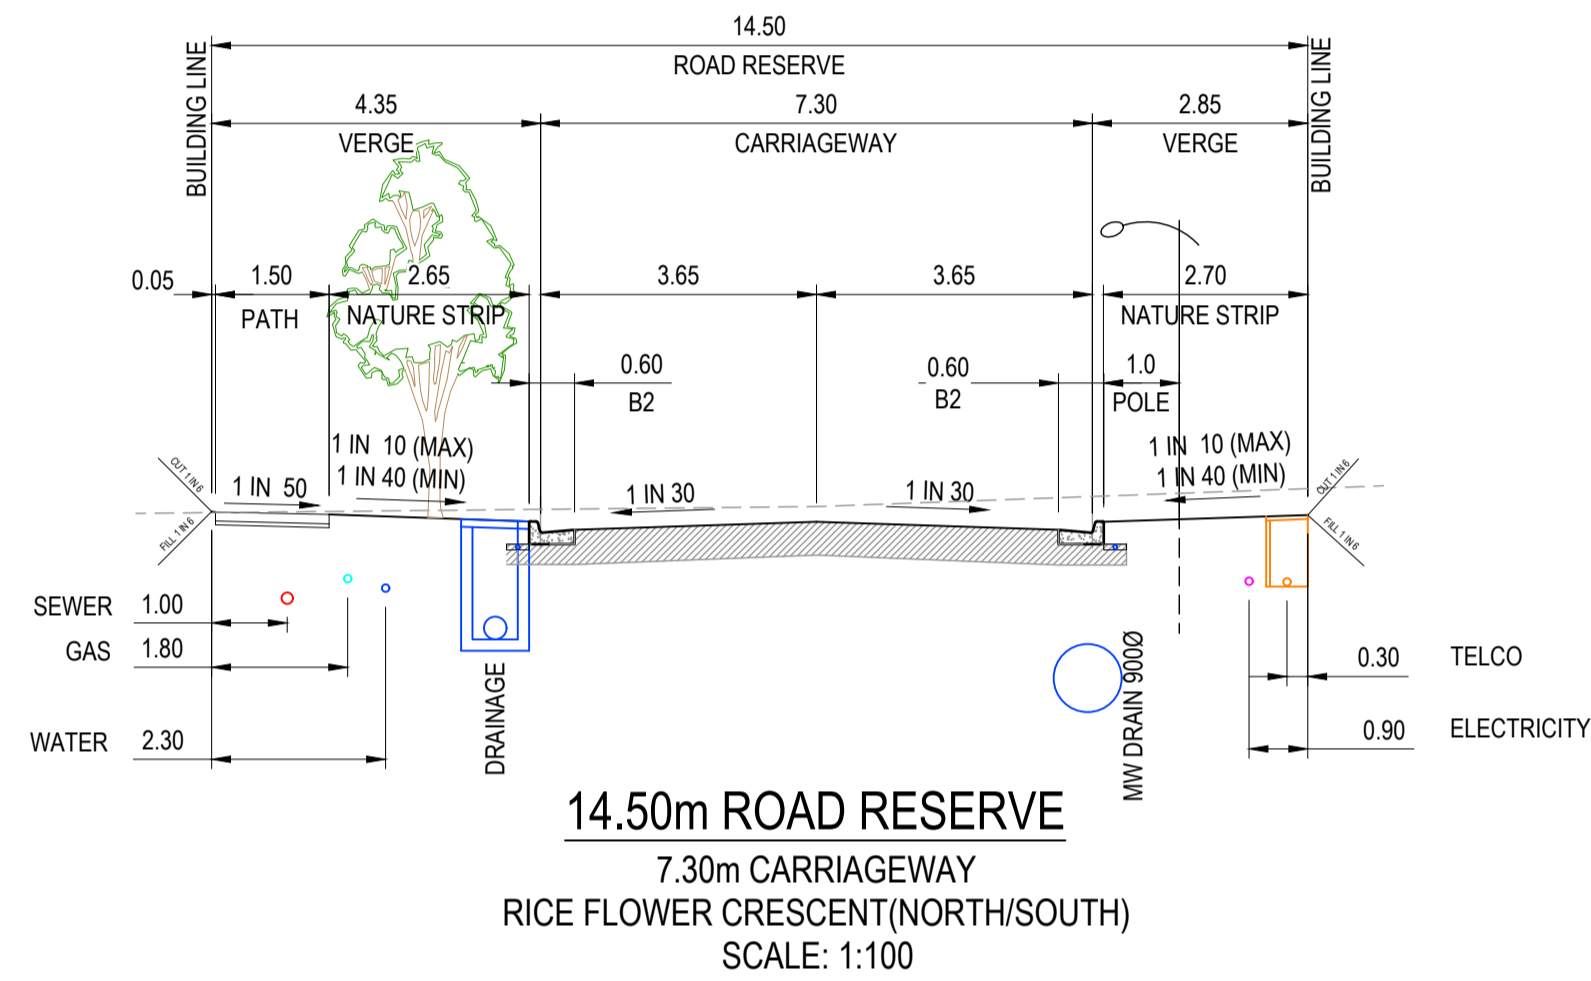 14.50
ROAD RESERVE
BUILDING LINE
BUILDING LINE
4.35
7.30
2.85
VERGE
CARRIAGEWAY
VERGE
0.05
1.50
2.65
3.65
3.65
2.70
PATH
NATURE STRIP
NATURE STRIP
0.60
0.60
1.0
B2
B2
POLE
1 IN 10 (MAX)
1 IN 10 (MAX)
1 IN 50
1 IN 40 (MIN)
1 IN 30
1 IN 30
1 IN 40 (MIN)
CUT 1 IN 6
CUT 1 IN 6
FILL 1 IN 6
FILL 1 IN 6
SEWER 1.00
GAS 1.80
WATER 2.30
DRAINAGE
MW DRAIN 900Ø
0.30 TELCO
0.90 ELECTRICITY
14.50m ROAD RESERVE
7.30m CARRIAGEWAY
RICE FLOWER CRESCENT(NORTH/SOUTH)
SCALE: 1:100